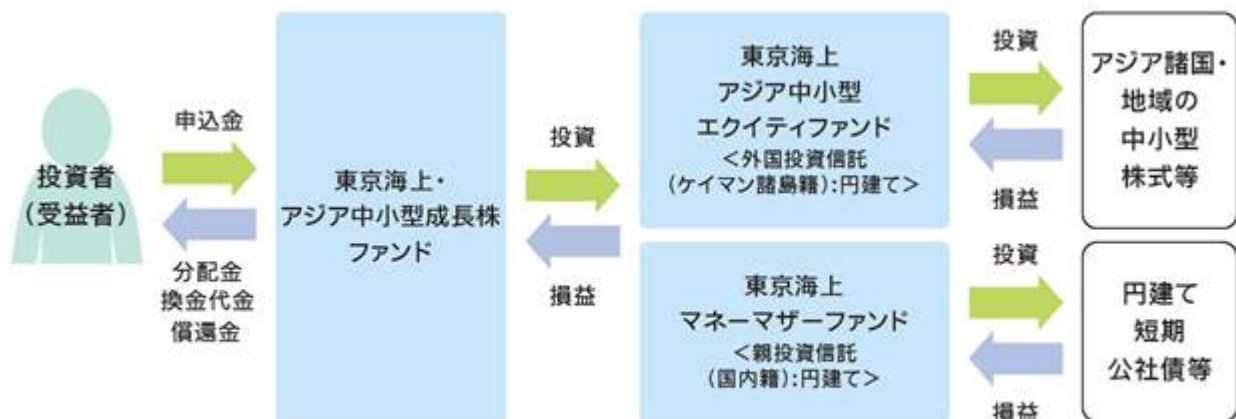 投資者
（受益者）
申込金
分配金
換金代金
償還金
東京海上・
アジア中小型成長株
ファンド
投資
損益
東京海上
アジア中小型
エクイティファンド
＜外国投資信託
（ケイマン諸島籍）：円建て＞
投資
損益
アジア諸国・
地域の
中小型
株式等
東京海上
マネーマザーファンド
＜親投資信託
（国内籍）：円建て＞
投資
損益
円建て
短期
公社債等